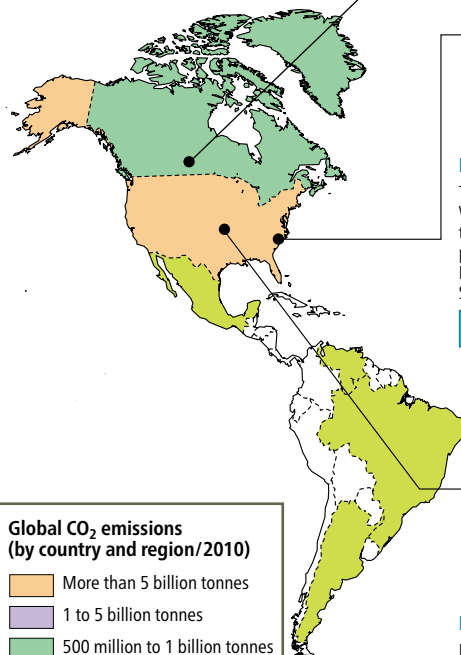 Global CO₂ emissions
(by country and region/2010)
More than 5 billion tonnes
1 to 5 billion tonnes
500 million to 1 billion tonnes